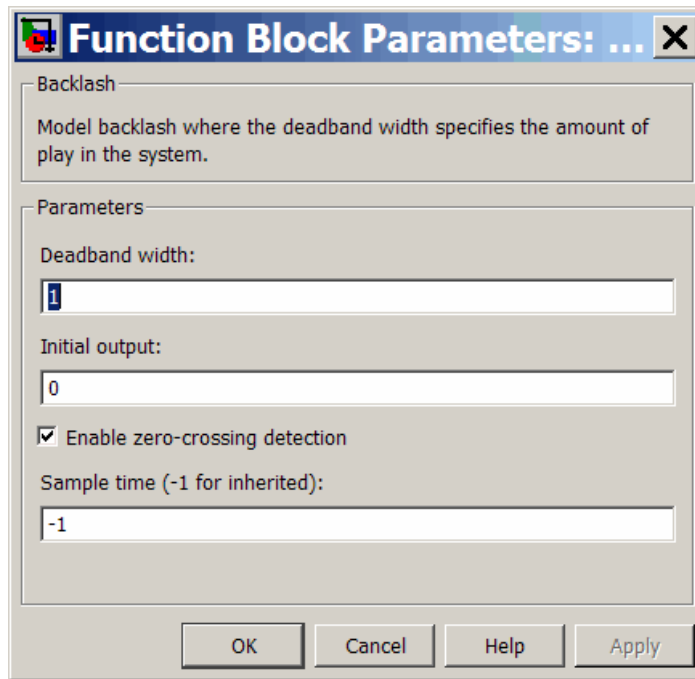 Function Block Parameters: ...
Backlash
Model backlash where the deadband width specifies the amount of
play in the system.
Parameters
Deadband width:
1
Initial output:
0
Enable zero-crossing detection
Sample time (-1 for inherited):
-1
OK Cancel Help Apply